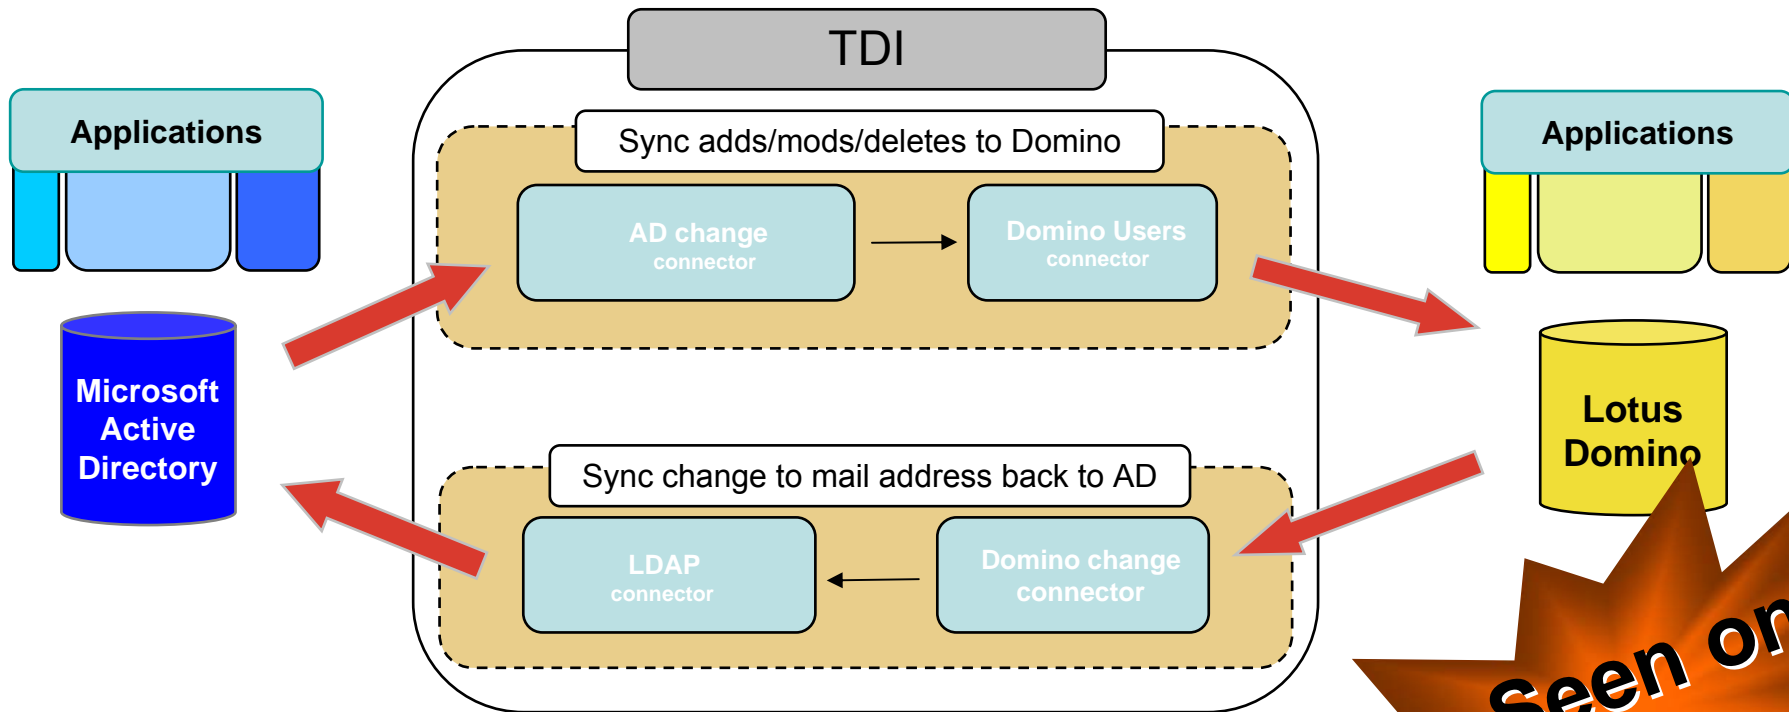 TDI
Applications
Sync adds/mods/deletes to Domino
Applications
AD change
connector
Domino Users
connector
Microsoft
Active
Directory
Lotus
Domino
Sync change to mail address back to AD
LDAP
connector
Domino change
connector
Seen on